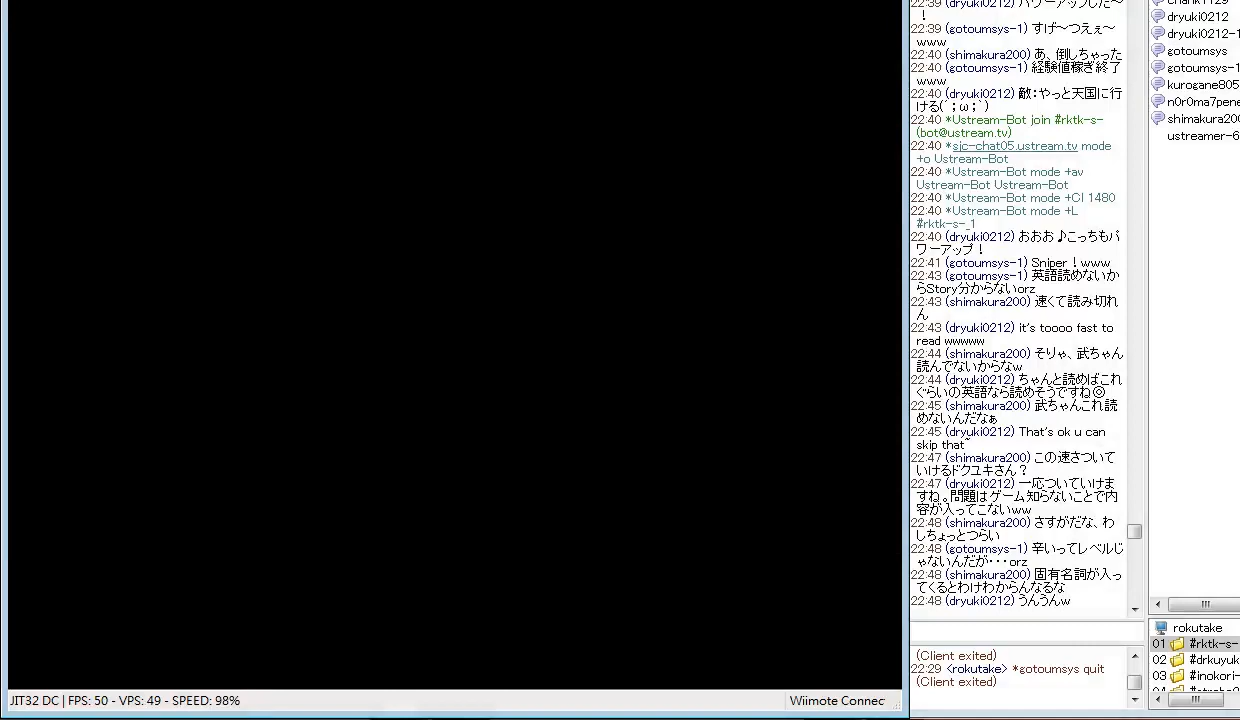 22:39 (dryuki0212) パワーアップした～
！
22:39 (gotoumsys-1) すげ～つえぇ～
www
22:40 (shimakura200) あ、倒しちゃった
22:40 (gotoumsys-1) 経験値稼ぎ終了
www
22:40 (dryuki0212) 敵：やっと天国に行
ける(´；ω；`)
22:40 *Ustream-Bot join #rktk-s-
(bot@ustream.tv)
22:40 *sjc-chat05.ustream.tv mode
+o Ustream-Bot
22:40 *Ustream-Bot mode +av
Ustream-Bot Ustream-Bot
22:40 *Ustream-Bot mode +Cl 1480
22:40 *Ustream-Bot mode +L
#rktk-s-_1
22:40 (dryuki0212) おおお♪こっちもパ
ワーアップ！
22:41 (gotoumsys-1) Sniper！www
22:43 (gotoumsys-1) 英語読めないか
らStory分からないorz
22:43 (shimakura200) 速くて読み切れ
ん
22:43 (dryuki0212) it's toooo fast to
read wwwww
22:44 (shimakura200) そりゃ、武ちゃん
読んでないからなw
22:44 (dryuki0212) ちゃんと読めばこれ
ぐらいの英語なら読めそうですね◎
22:45 (shimakura200) 武ちゃんこれ読
めないんだなぁ
22:45 (dryuki0212) That's ok u can
skip that~
22:47 (shimakura200) この速さついて
いけるドクユキさん？
22:47 (dryuki0212) 一応ついていけま
すね。問題はゲーム知らないことで内
容が入ってこないww
22:48 (shimakura200) さすがだな、わ
しちょっとつらい
22:48 (gotoumsys-1) 辛いってレベルじ
ゃないんだが・・・orz
22:48 (shimakura200) 固有名詞が入っ
てくるとわけわからんなるな
22:48 (dryuki0212) うんうんw
(Client exited)
22:29 <rokutake> *gotoumsys quit
(Client exited)
dryuki0212
dryuki0212-1
gotoumsys
gotoumsys-1
kurogane805
n0r0ma7pene
shimakura200
ustreamer-6
rokutake
01 #rktk-s-
02 #drkuyuk
03 #inokori-
JIT32 DC | FPS: 50 - VPS: 49 - SPEED: 98%
Wiimote Connec